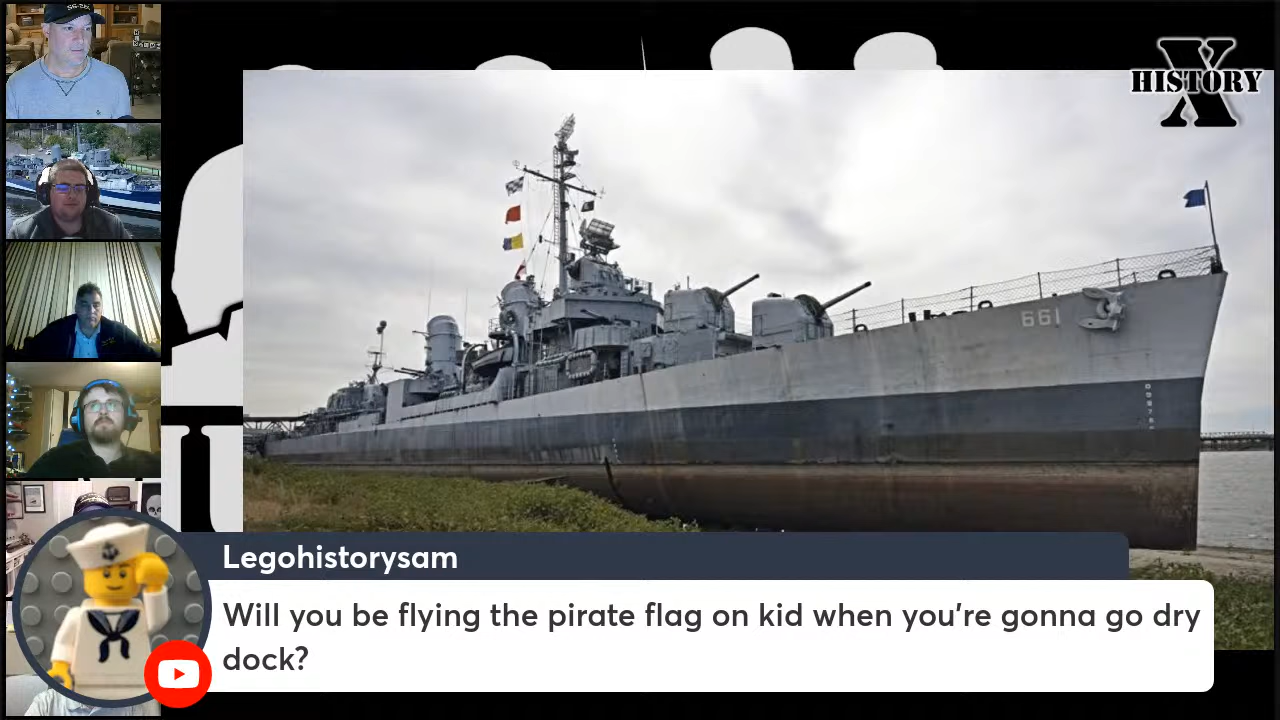 HISTORY
X
661
Legohistorysam
Will you be flying the pirate flag on kid when you're gonna go dry
dock?